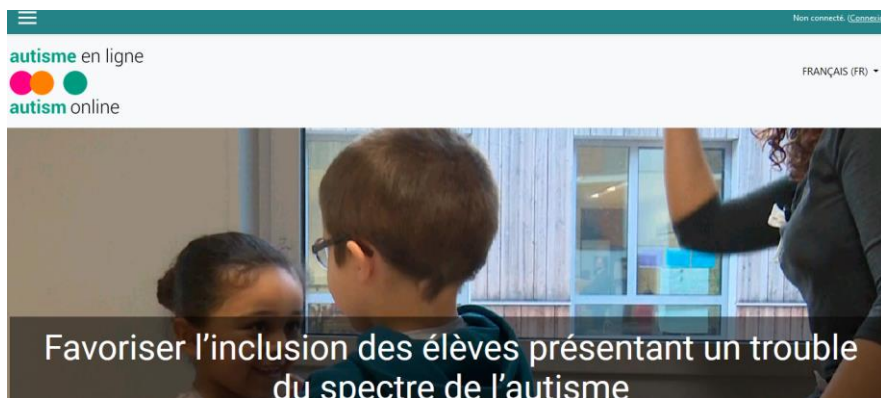 Non connecté. (Connexi
autisme en ligne
FRANÇAIS (FR)
autism online
Favoriser l'inclusion des élèves présentant un trouble
du spectre de l'autisme